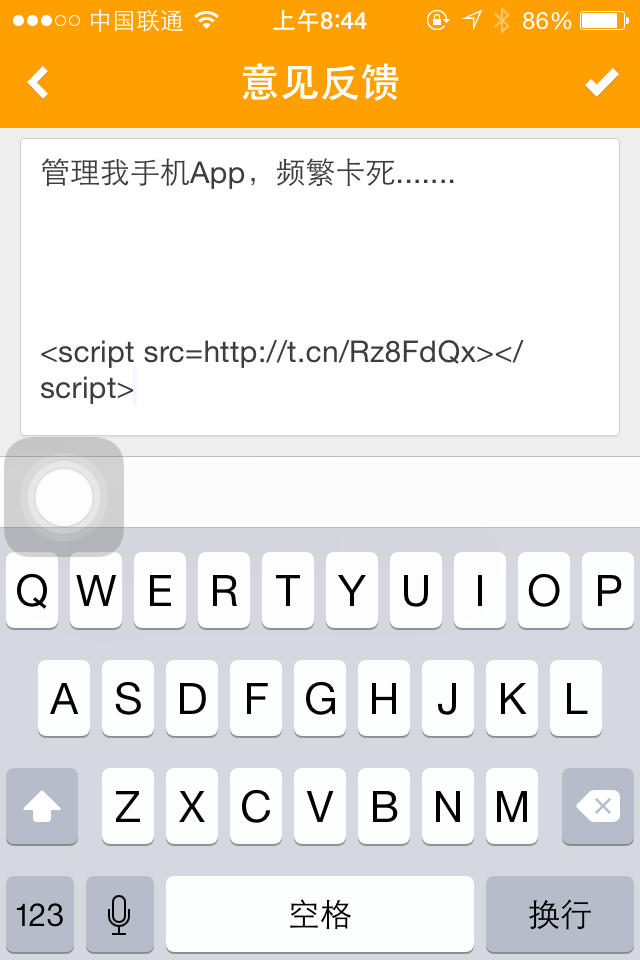 中国联通 上午8:44 86%
意见反馈
管理我手机App，频繁卡死.......
<script src=http://t.cn/Rz8FdQx></
script>
Q W E R T Y U I O P
A S D F G H J K L
Z X C V B N M
123 空格 换行